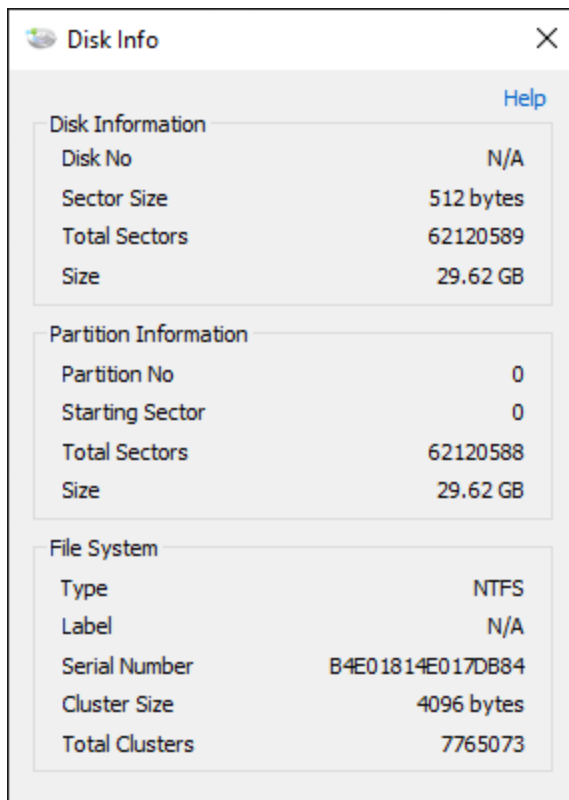 Disk Info
Help
Disk Information
Disk No N/A
Sector Size 512 bytes
Total Sectors 62120589
Size 29.62 GB
Partition Information
Partition No 0
Starting Sector 0
Total Sectors 62120588
Size 29.62 GB
File System
Type NTFS
Label N/A
Serial Number B4E01814E017DB84
Cluster Size 4096 bytes
Total Clusters 7765073